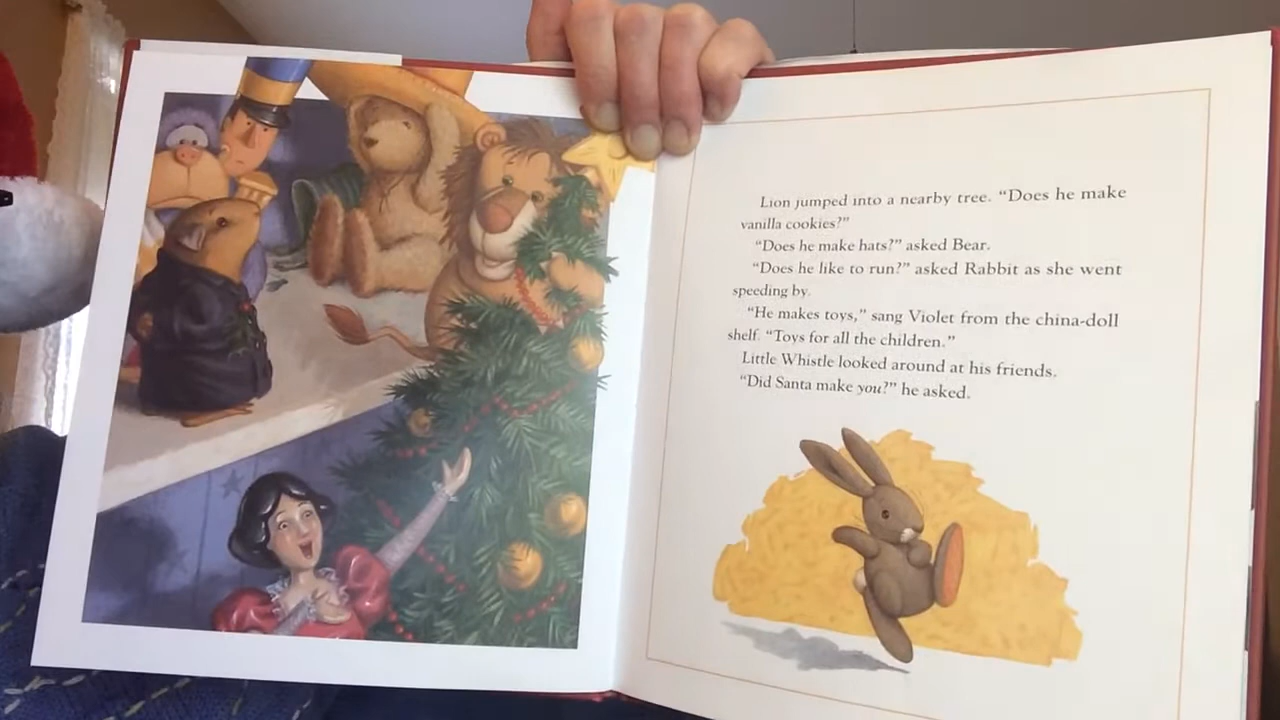 Lion jumped into a nearby tree. “Does he make
vanilla cookies?”
“Does he make hats?” asked Bear.
“Does he like to run?” asked Rabbit as she went
speeding by.
“He makes toys,” sang Violet from the china-doll
shelf. “Toys for all the children.”
Little Whistle looked around at his friends.
“Did Santa make you?” he asked.